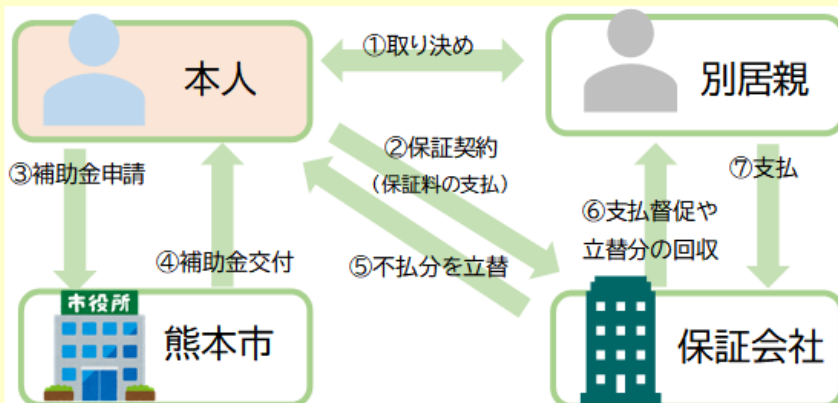 本人
①取り決め
別居親
③補助金申請
②保証契約
（保証料の支払）
⑦支払
⑥支払督促や
立替分の回収
④補助金交付
⑤不払分を立替
市役所
熊本市
保証会社